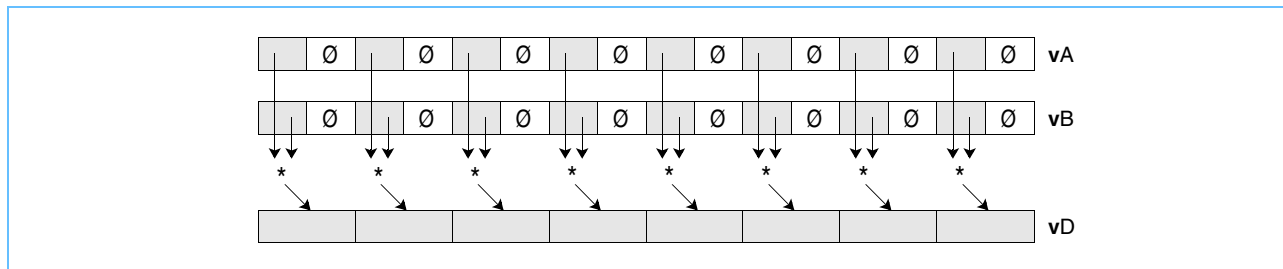 Ø Ø Ø Ø Ø Ø Ø Ø vA
Ø Ø Ø Ø Ø Ø Ø Ø vB
* * * * * * * *
vD